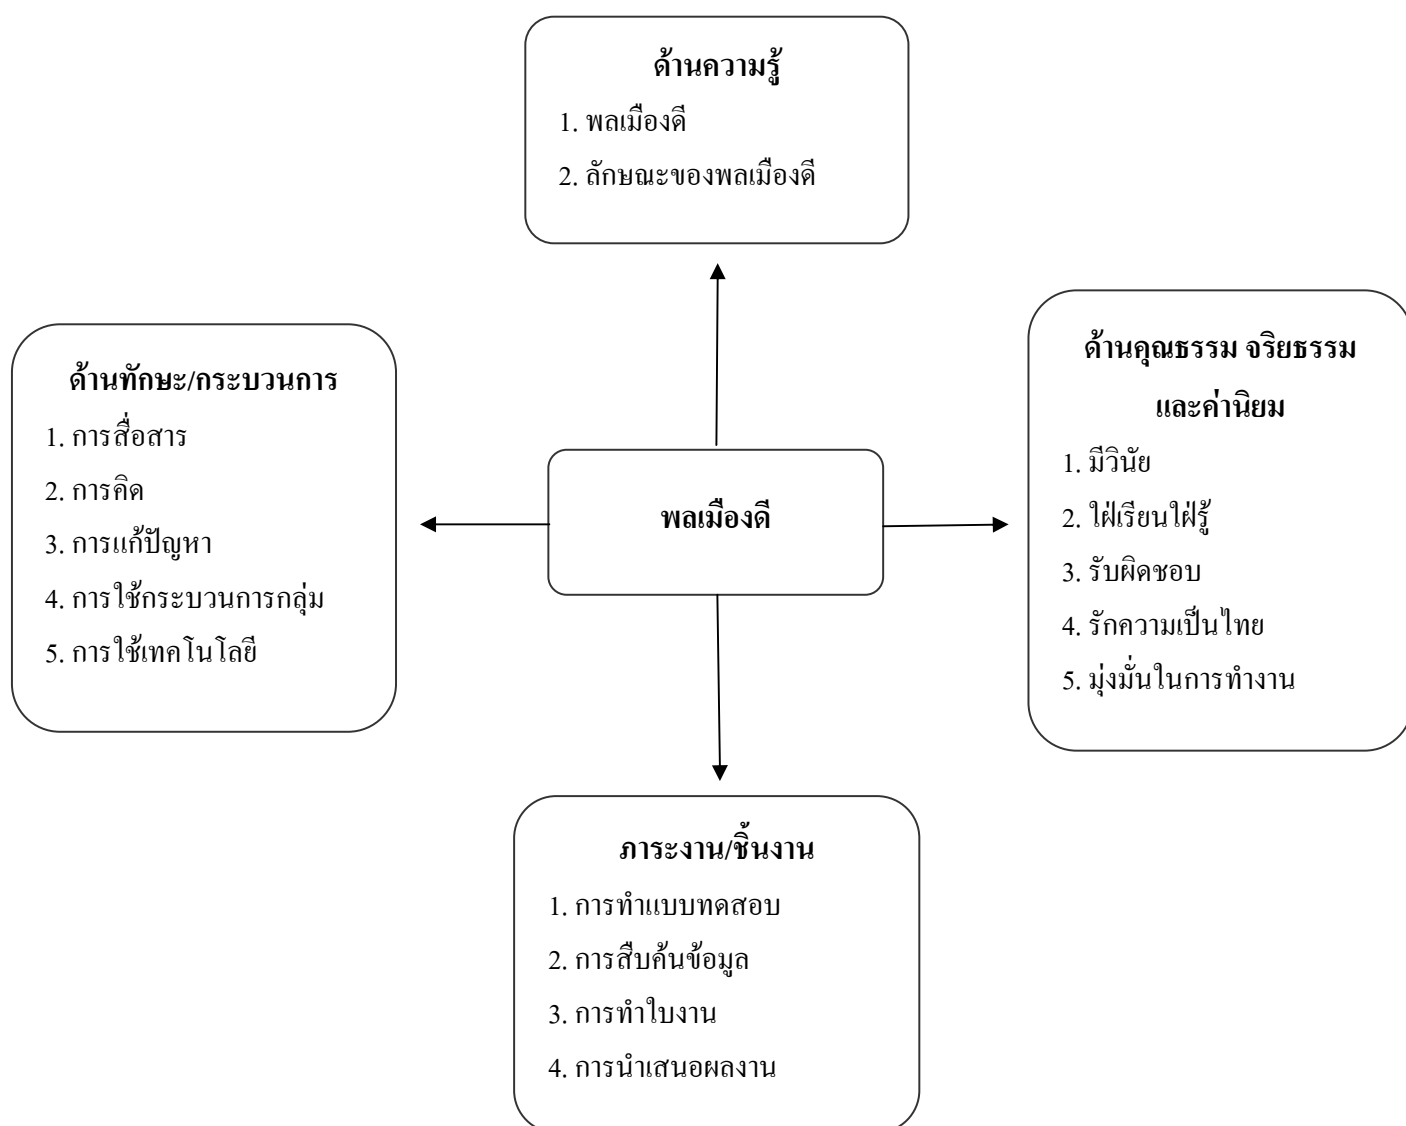 ด้านความรู้
1. พลเมืองดี
2. ลักษณะของพลเมืองดี
ด้านทักษะ/กระบวนการ
1. การสื่อสาร
2. การคิด
3. การแก้ปัญหา
4. การใช้กระบวนการกลุ่ม
5. การใช้เทคโนโลยี
พลเมืองดี
ด้านคุณธรรม จริยธรรม
และค่านิยม
1. มีวินัย
2. ใฝ่เรียนใฝ่รู้
3. รับผิดชอบ
4. รักความเป็นไทย
5. มุ่งมั่นในการทำงาน
ภาระงาน/ชิ้นงาน
1. การทำแบบทดสอบ
2. การสืบค้นข้อมูล
3. การทำใบงาน
4. การนำเสนอผลงาน